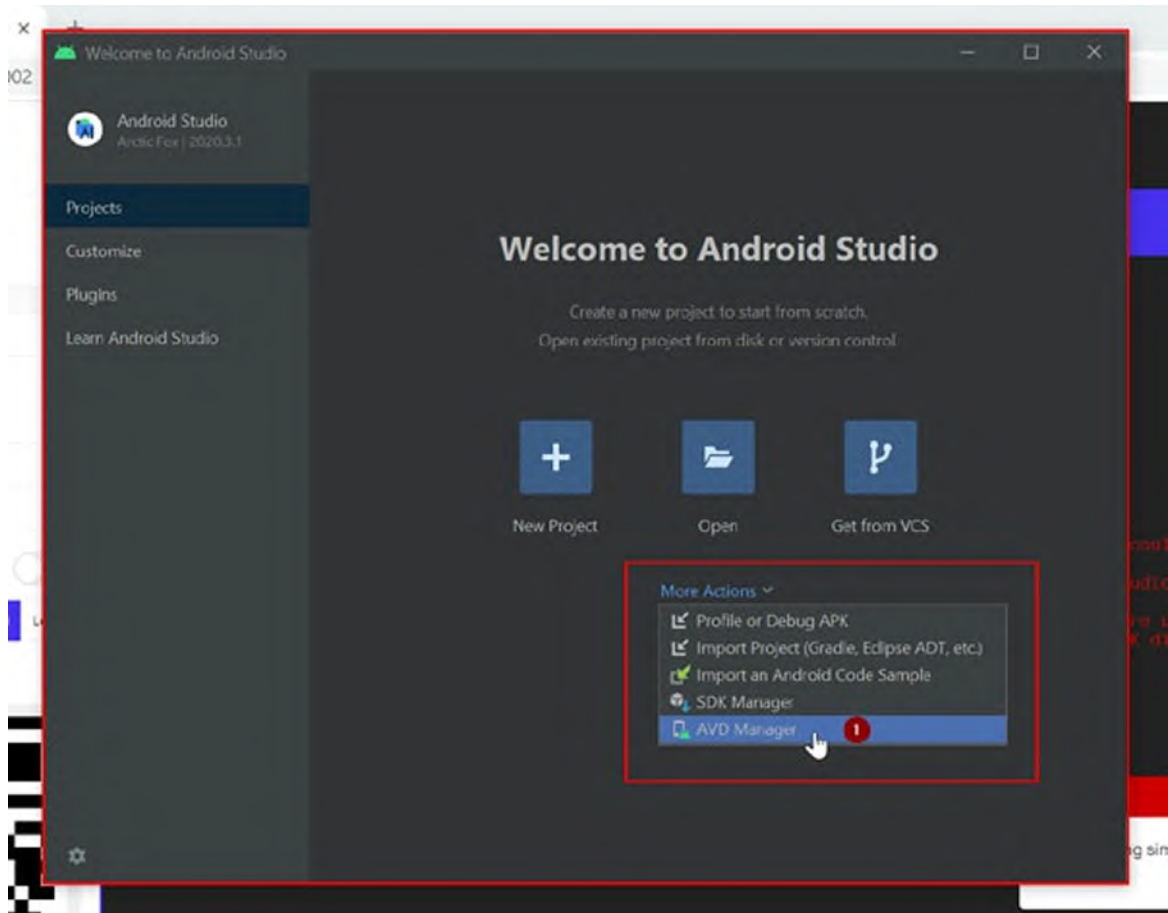 002
Welcome to Android Studio
Android Studio
Arctic Fox | 2020.3.1
Projects
Customize
Plugins
Learn Android Studio
Welcome to Android Studio
Create a new project to start from scratch.
Open existing project from disk or version control.
New Project
Open
Get from VCS
More Actions
Profile or Debug APK
Import Project (Gradle, Eclipse ADT, etc.)
Import an Android Code Sample
SDK Manager
AVD Manager
1